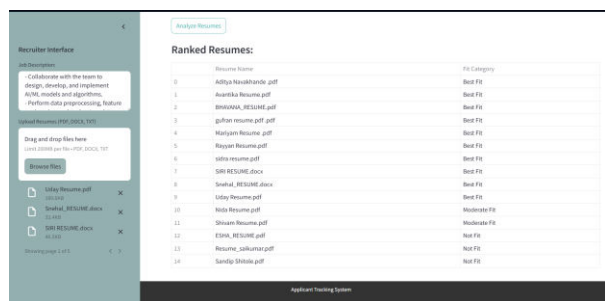 Recruiter Interface
Job Description
- Collaborate with the team to
design, develop, and implement
AI/ML models and algorithms.
- Perform data preprocessing, feature
Upload Resumes (PDF, DOCX, TXT)
Drag and drop files here
Limit 200MB per file • PDF, DOCX, TXT
Browse files
Uday Resume.pdf
Snehal_RESUME.docx
SIRI RESUME.docx
Showing page 1 of 5
Analyze Resumes
Ranked Resumes:
Resume Name Fit Category
0 Aditya Navakhande .pdf Best Fit
1 Avantika Resume.pdf Best Fit
2 BHAVANA_RESUME.pdf Best Fit
3 gufran resume.pdf .pdf Best Fit
4 Mariyam Resume .pdf Best Fit
5 Rayyan Resume.pdf Best Fit
6 sidra resume.pdf Best Fit
7 SIRI RESUME.docx Best Fit
8 Snehal_RESUME.docx Best Fit
9 Uday Resume.pdf Best Fit
10 Nida Resume.pdf Moderate Fit
11 Shivam Resume.pdf Moderate Fit
12 ESHA_RESUME.pdf Not Fit
13 Resume_saikumar.pdf Not Fit
14 Sandip Shitole.pdf Not Fit
Applicant Tracking System